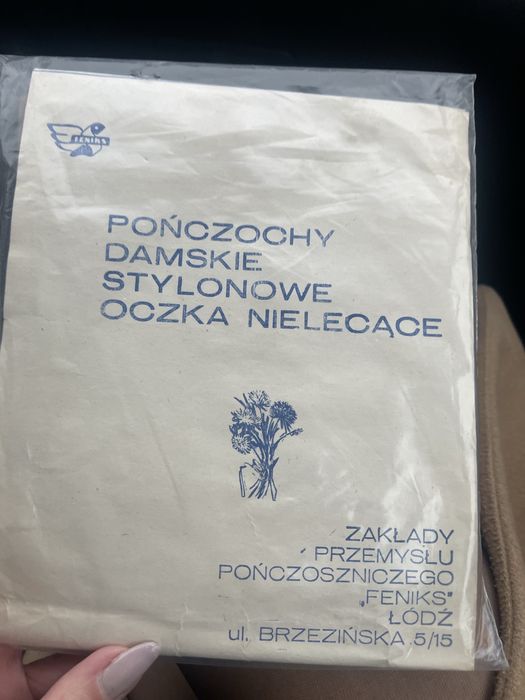 FENIKS
POŃCZOCHY
DAMSKIE
STYLONOWE
OCZKA NIELECĄCE
ZAKŁADY
PRZEMYSŁU
POŃCZOSZNICZEGO
„FENIKS"
ŁÓDŹ
ul. BRZEZIŃSKA 5/15